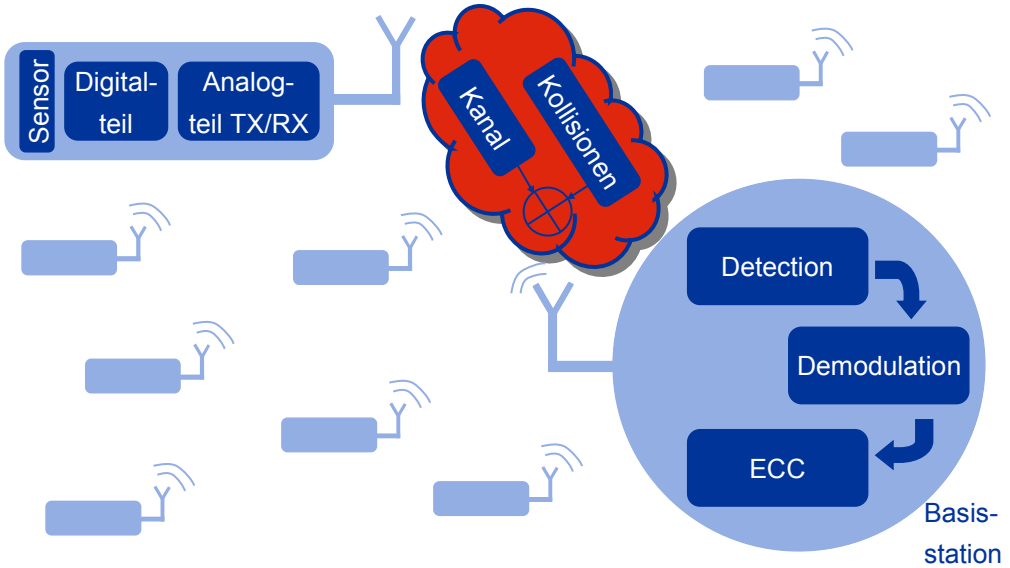 Sensor
Digital-
teil
Analog-
teil TX/RX
Kanal
Kollisionen
Detection
Demodulation
ECC
Basis-
station